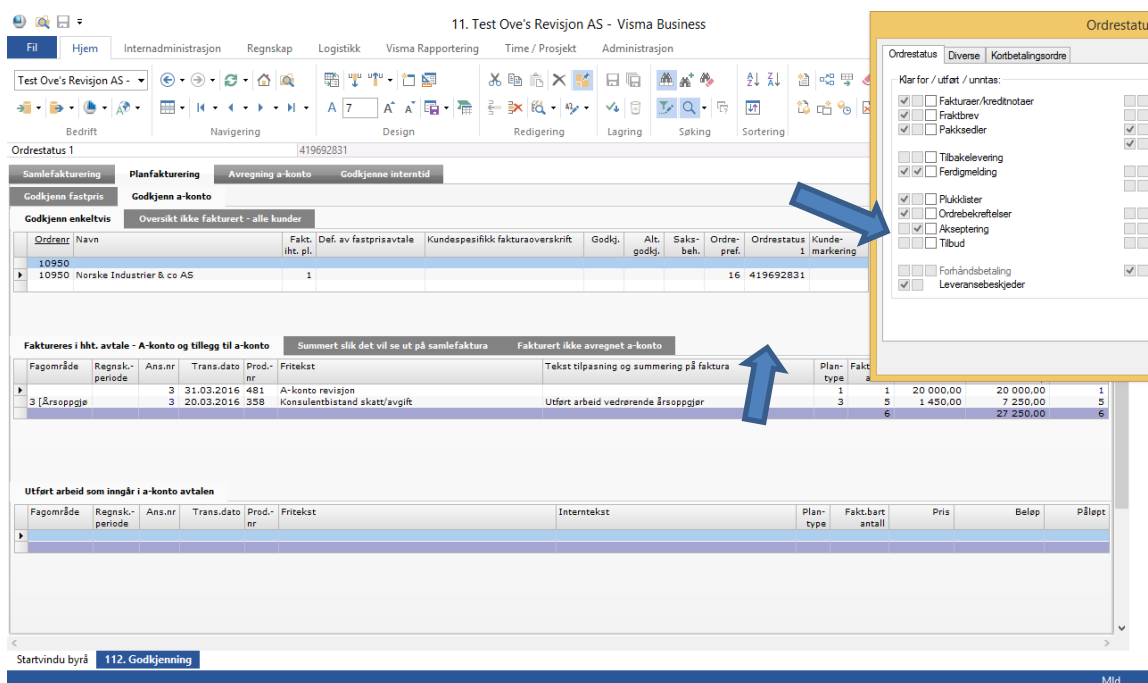 11. Test Ove's Revisjon AS - Visma Business
Fil Hjem Internadministrasjon Regnskap Logistikk Visma Rapportering Time / Prosjekt Administrasjon
Test Ove's Revisjon AS -
A 7 A A
Bedrift Navigering Design Redigering Lagring Søking Sortering
Ordrestatus 1 419692831
Samlefakturering Planfakturering Avregning a-konto Godkjenne interntid
Godkjenn fastpris Godkjenn a-konto
Godkjenn enkeltvis Oversikt ikke fakturert - alle kunder
Ordrenr Navn Fakt. iht. pl. Def. av fastprisavtale Kundespesifikk fakturaoverskrift Godkj. Alt. godkj. Saks- beh. Ordre- pref. Ordrestatus 1 Kunde- markering
10950
10950 Norske Industrier & co AS 1 16 419692831
Faktureres i hht. avtale - A-konto og tillegg til a-konto Summert slik det vil se ut på samlefaktura Fakturert ikke avregnet a-konto
Fagområde Regnsk.- periode Ans.nr Trans.dato Prod.- nr Fritekst Tekst tilpasning og summering på faktura Plan- type Fakt
3 31.03.2016 481 A-konto revisjon 1 1 20 000,00 20 000,00 1
3 [Årsoppgjø 3 20.03.2016 358 Konsulentbistand skatt/avgift Utført arbeid vedrørende årsoppgjør 3 5 1 450,00 7 250,00 5
6 27 250,00 6
Utført arbeid som inngår i a-konto avtalen
Fagområde Regnsk.- periode Ans.nr Trans.dato Prod.- nr Fritekst Interntekst Plan- type Fakt.bart antall Pris Beløp Påløpt
Startvindu byrå 112. Godkjenning
Mld
Ordrestatu
Ordrestatus Diverse Kortbetalingsordre
Klar for / utført / unntas:
Fakturaer/kreditnotaer
Fraktbrev
Pakksedler
Tilbakelevering
Ferdigmelding
Plukklister
Ordrebekreftelser
Akseptering
Tilbud
Forhåndsbetaling
Leveransebeskjeder